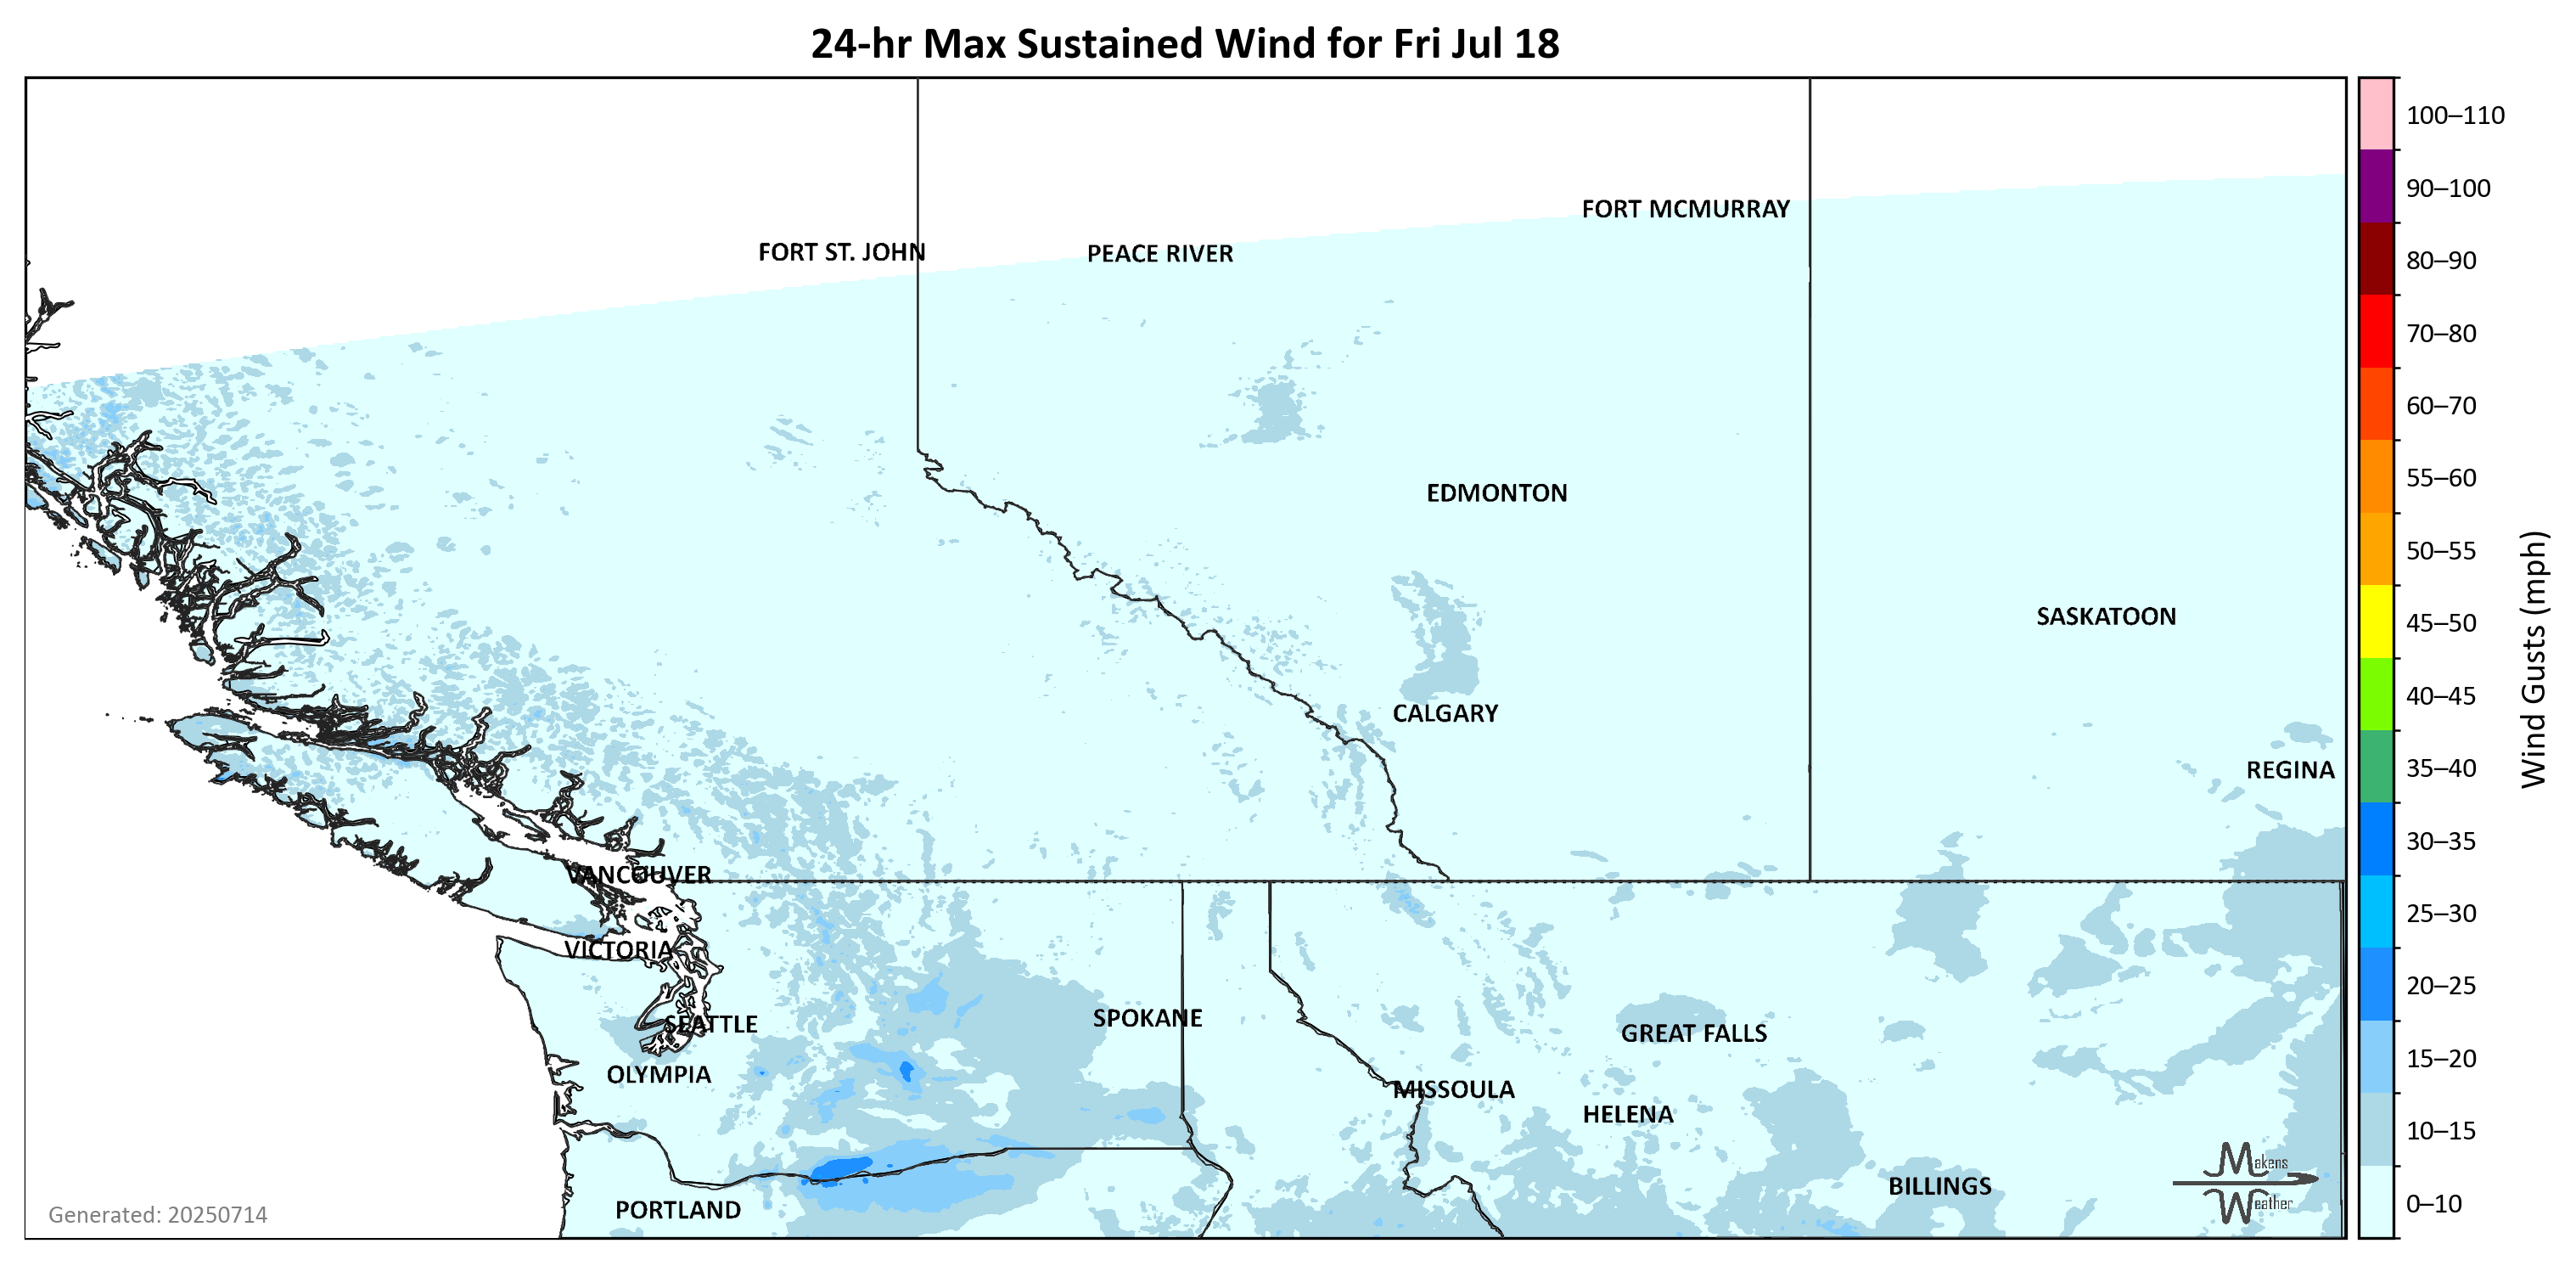 24-hr Max Sustained Wind for Fri Jul 18
FORT MCMURRAY
FORT ST. JOHN
PEACE RIVER
EDMONTON
SASKATOON
CALGARY
REGINA
VANCOUVER
VICTORIA
SEATTLE
SPOKANE
GREAT FALLS
OLYMPIA
MISSOULA
HELENA
BILLINGS
PORTLAND
Generated: 20250714
Makens
Weather
100–110
90–100
80–90
70–80
60–70
55–60
50–55
45–50
40–45
35–40
30–35
25–30
20–25
15–20
10–15
0–10
Wind Gusts (mph)